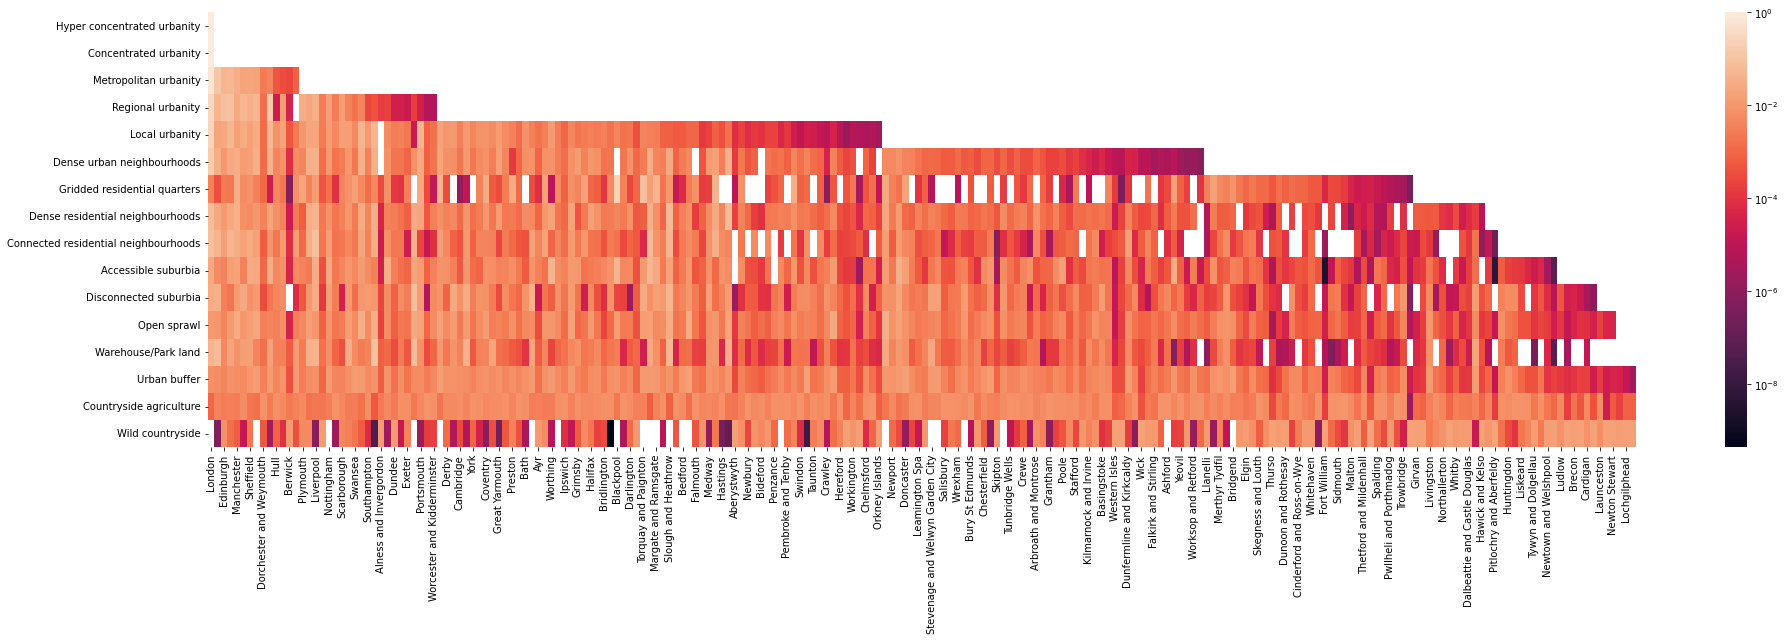 Hyper concentrated urbanity
Concentrated urbanity
Metropolitan urbanity
Regional urbanity
Local urbanity
Dense urban neighbourhoods
Gridded residential quarters
Dense residential neighbourhoods
Connected residential neighbourhoods
Accessible suburbia
Disconnected suburbia
Open sprawl
Warehouse/Park land
Urban buffer
Countryside agriculture
Wild countryside
London
Edinburgh
Manchester
Sheffield
Dorchester and Weymouth
Hull
Berwick
Plymouth
Liverpool
Nottingham
Scarborough
Swansea
Southampton
Alness and Invergordon
Dundee
Exeter
Portsmouth
Worcester and Kidderminster
Derby
Cambridge
York
Coventry
Great Yarmouth
Bath
Ayr
Worthing
Ipswich
Grimsby
Halifax
Bridlington
Blackpool
Darlington
Torquay and Paignton
Margate and Ramsgate
Slough and Heathrow
Bedford
Falmouth
Medway
Hastings
Aberystwyth
Newbury
Bideford
Penzance
Pembroke and Tenby
Swindon
Taunton
Crawley
Hereford
Workington
Chelmsford
Orkney Islands
Newport
Doncaster
Leamington Spa
Stevenage and Welwyn Garden City
Salisbury
Wrexham
Bury St Edmunds
Chesterfield
Skipton
Tunbridge Wells
Crewe
Arbroath and Montrose
Grantham
Poole
Stafford
Kilmarnock and Irvine
Basingstoke
Western Isles
Dunfermline and Kirkcaldy
Wick
Falkirk and Stirling
Ashford
Yeovil
Worksop and Retford
Llanelli
Merthyr Tydfil
Bridgend
Elgin
Skegness and Louth
Thurso
Dunoon and Rothesay
Cinderford and Ross-on-Wye
Whitehaven
Fort William
Sidmouth
Malton
Thetford and Mildenhall
Spalding
Pwllheli and Porthmadog
Trowbridge
Girvan
Livingston
Northallerton
Whitby
Dalbeattie and Castle Douglas
Hawick and Kelso
Pitlochry and Aberfeldy
Huntingdon
Liskeard
Tywyn and Dolgellau
Newtown and Welshpool
Ludlow
Brecon
Cardigan
Launceston
Newton Stewart
Lochgilphead
10⁰
10⁻²
10⁻⁴
10⁻⁶
10⁻⁸